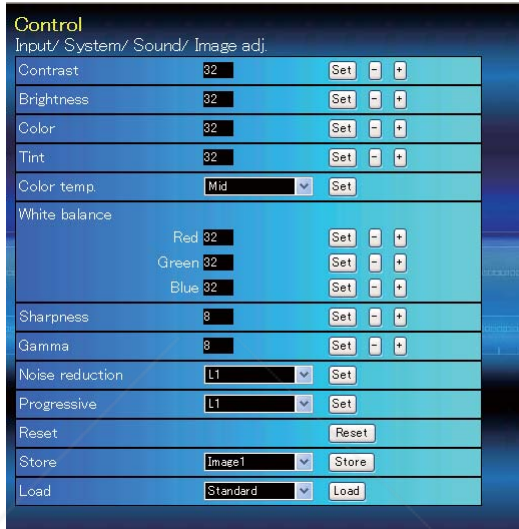 Control
Input/ System/ Sound/ Image adj.
Contrast 32 Set - +
Brightness 32 Set - +
Color 32 Set - +
Tint 32 Set - +
Color temp. Mid Set
White balance
Red 32 Set - +
Green 32 Set - +
Blue 32 Set - +
Sharpness 8 Set - +
Gamma 8 Set - +
Noise reduction L1 Set
Progressive L1 Set
Reset Reset
Store Image1 Store
Load Standard Load